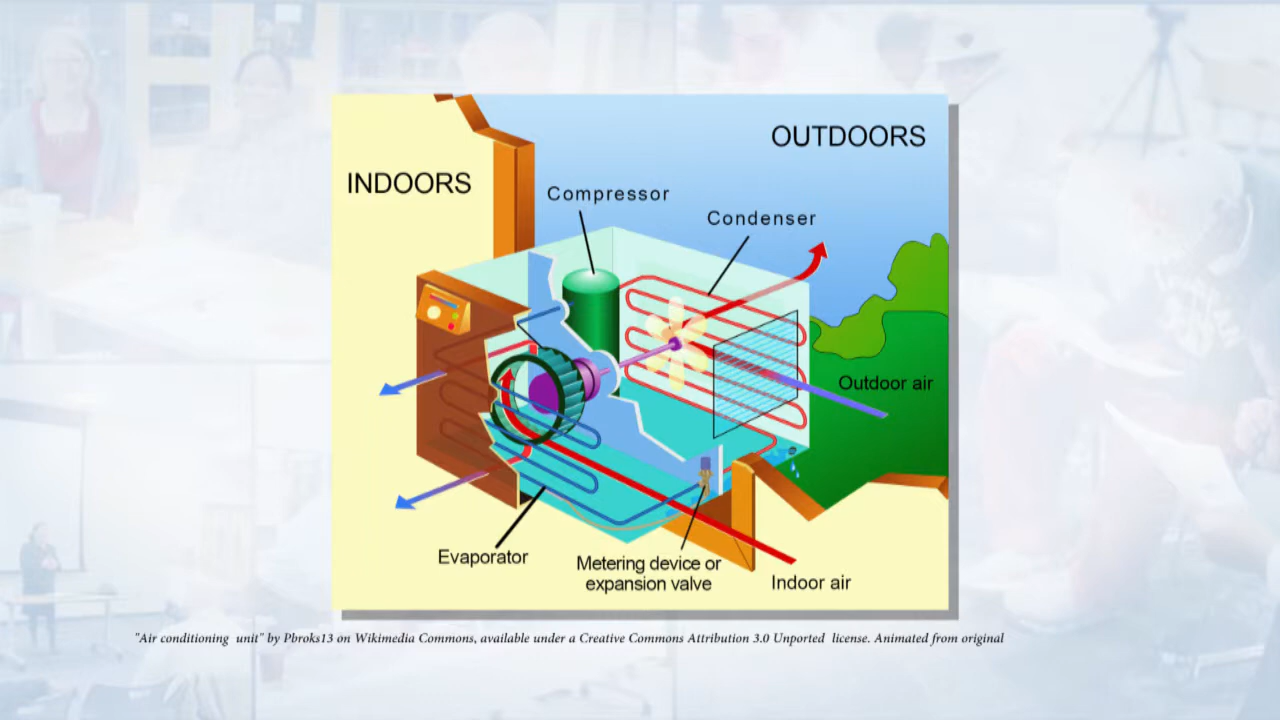 OUTDOORS
INDOORS
Compressor
Condenser
Outdoor air
Evaporator
Metering device or
expansion valve
Indoor air
"Air conditioning unit" by Pbroks13 on Wikimedia Commons, available under a Creative Commons Attribution 3.0 Unported license. Animated from original